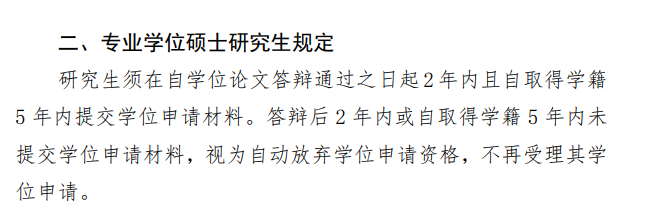 二、专业学位硕士研究生规定
研究生须在自学位论文答辩通过之日起 2 年内且自取得学籍
5 年内提交学位申请材料。答辩后 2 年内或自取得学籍 5 年内未
提交学位申请材料，视为自动放弃学位申请资格，不再受理其学
位申请。